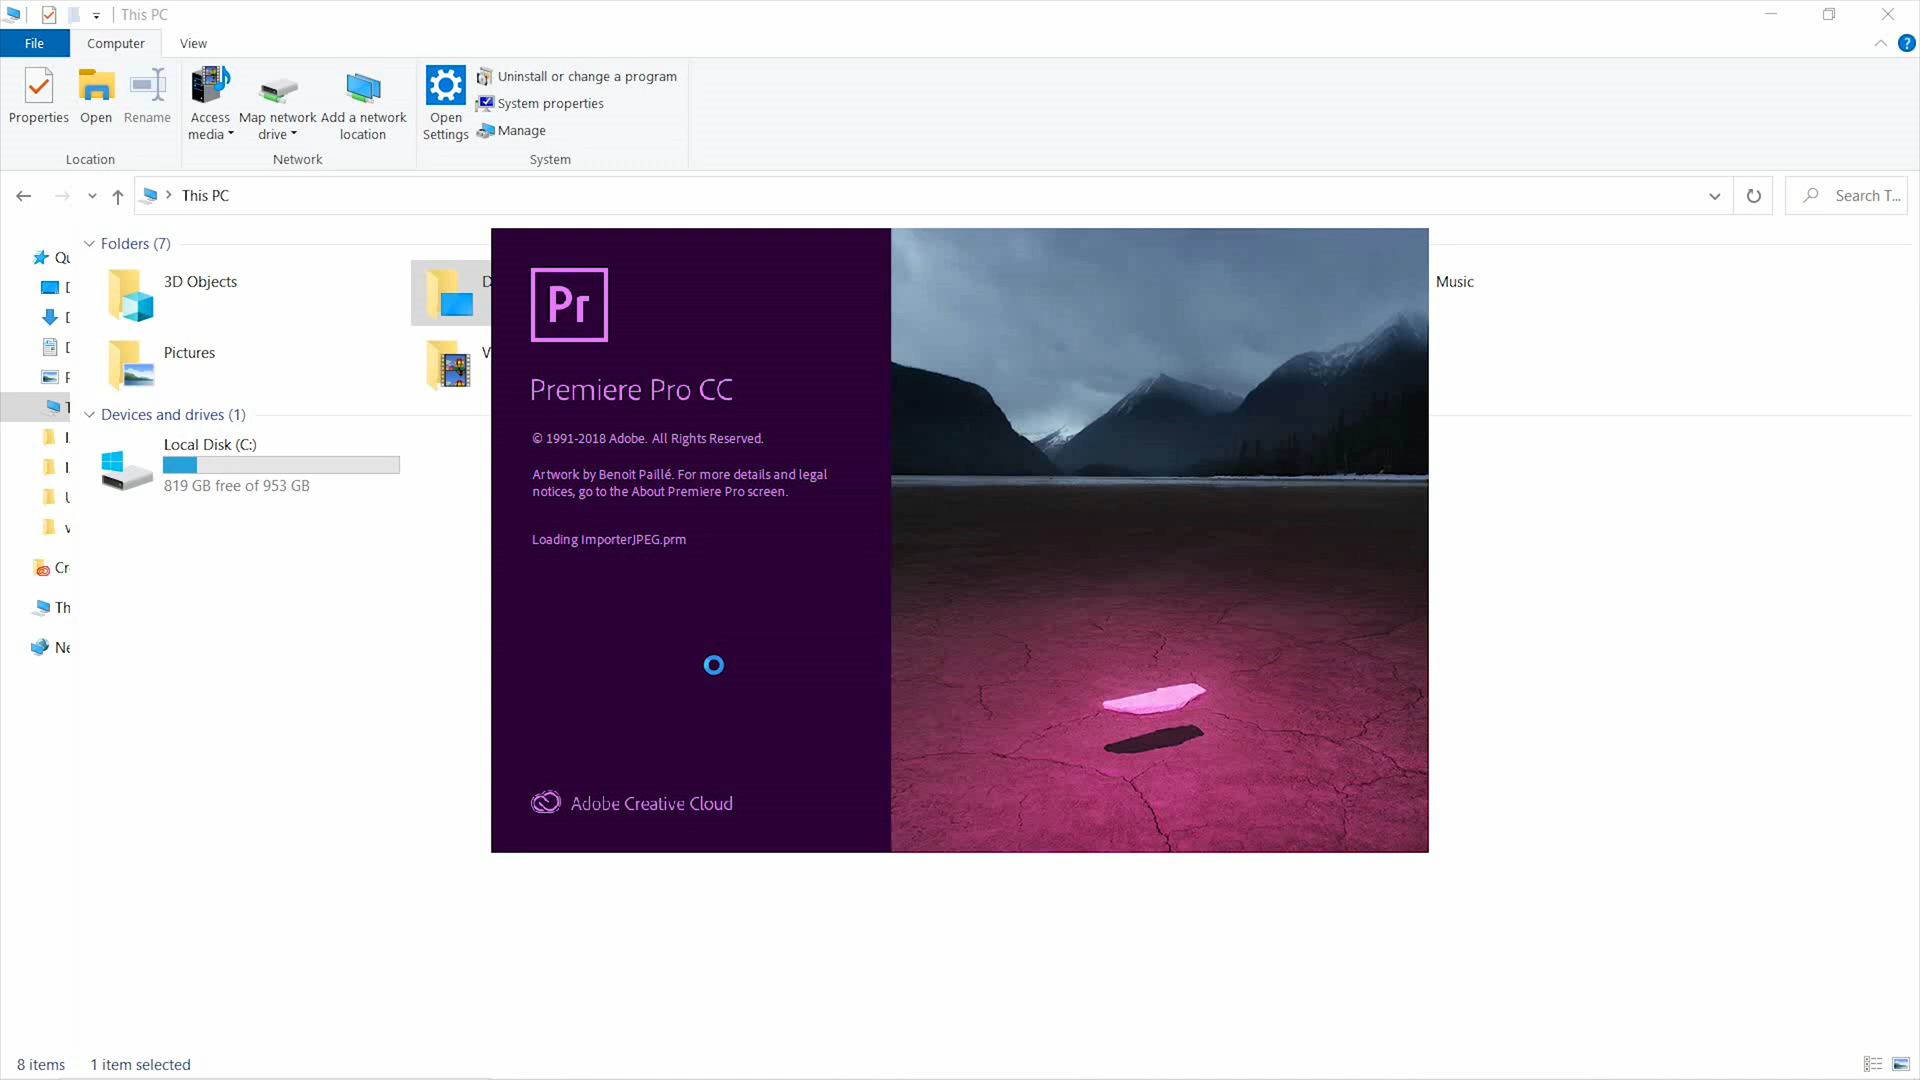 This PC
File
Computer
View
Properties
Open
Rename
Access media
Map network drive
Add a network location
Open Settings
Uninstall or change a program
System properties
Manage
Location
Network
System
This PC
Search T...
Folders (7)
3D Objects
Music
Pictures
Devices and drives (1)
Local Disk (C:)
819 GB free of 953 GB
Pr
Premiere Pro CC
© 1991-2018 Adobe. All Rights Reserved.
Artwork by Benoit Paillé. For more details and legal
notices, go to the About Premiere Pro screen.
Loading ImporterJPEG.prm
Adobe Creative Cloud
8 items
1 item selected